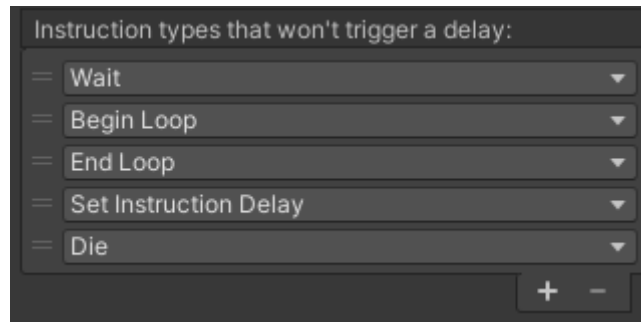 Instruction types that won't trigger a delay:
Wait
Begin Loop
End Loop
Set Instruction Delay
Die
+ −